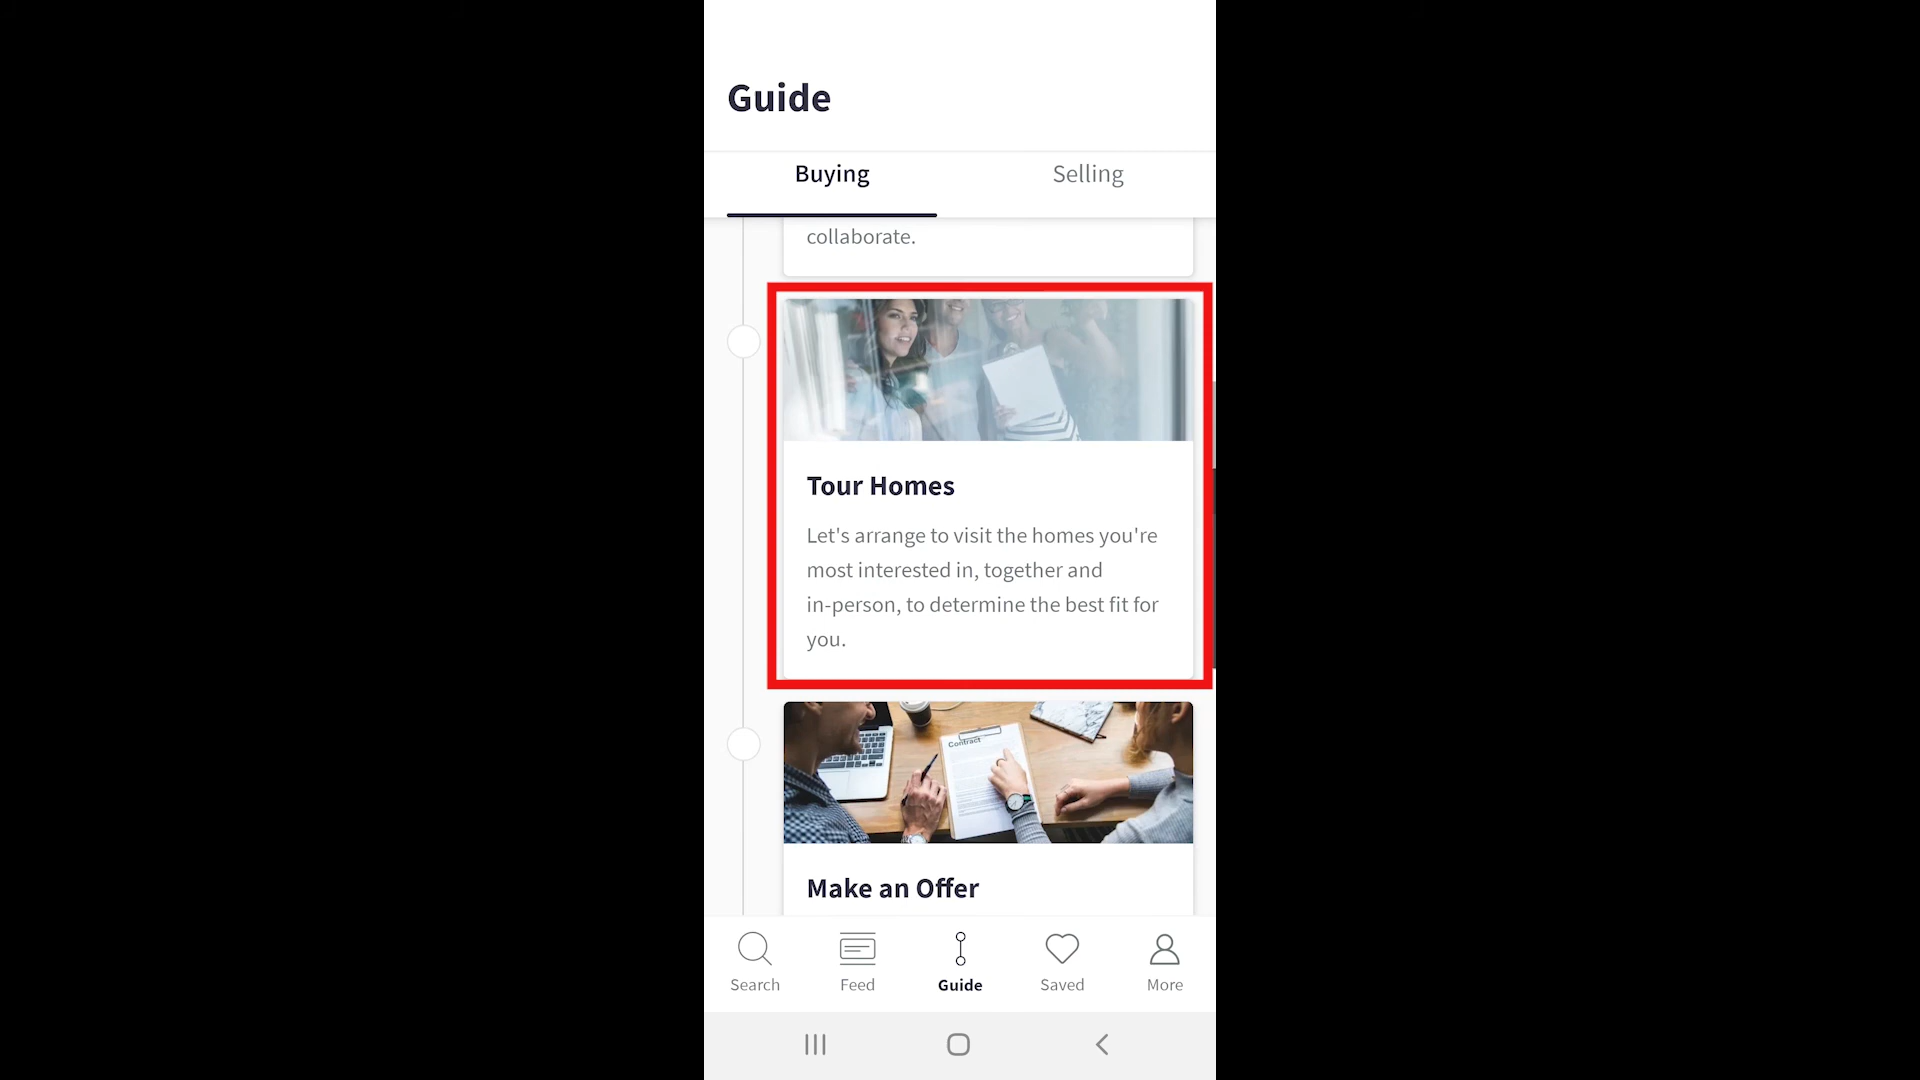 Guide
Buying
Selling
collaborate.
Tour Homes
Let's arrange to visit the homes you're
most interested in, together and
in-person, to determine the best fit for
you.
Contract
Make an Offer
Search
Feed
Guide
Saved
More